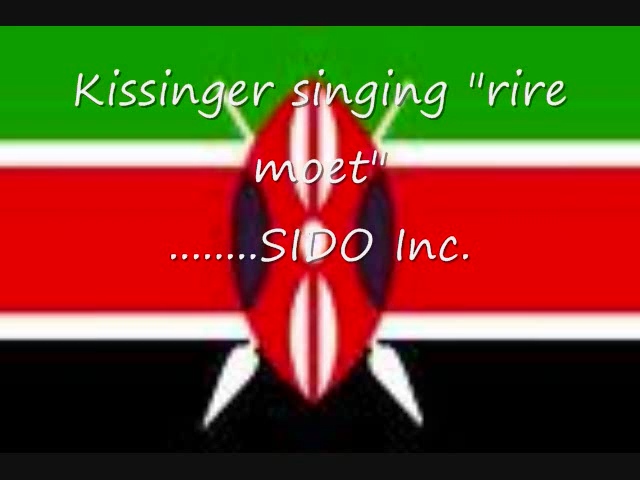 Kissinger singing "rire
moet"
........SIDO Inc.